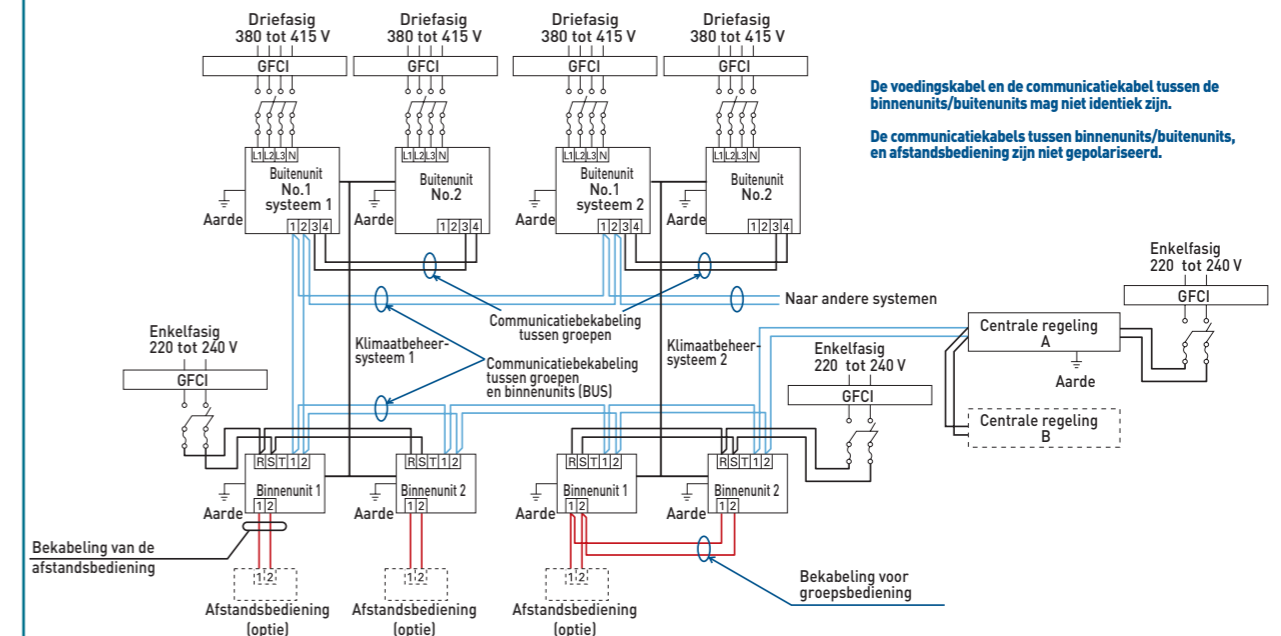 Driefasig
380 tot 415 V
GFCI
L1 L2 L3 N
Buitenunit
No.1
systeem 1
Aarde
1 2 3 4
Driefasig
380 tot 415 V
GFCI
L1 L2 L3 N
Buitenunit
No.2
Aarde
1 2 3 4
Driefasig
380 tot 415 V
GFCI
L1 L2 L3 N
Buitenunit
No.1
systeem 2
Aarde
1 2 3 4
Driefasig
380 tot 415 V
GFCI
L1 L2 L3 N
Buitenunit
No.2
Aarde
1 2 3 4
De voedingskabel en de communicatiekabel tussen de
binnenunits/buitenunits mag niet identiek zijn.
De communicatiekabels tussen binnenunits/buitenunits,
en afstandsbediening zijn niet gepolariseerd.
Naar andere systemen
Communicatiebekabeling
tussen groepen
Klimaatbeheer-
systeem 1
Communicatiebekabeling
tussen groepen
en binnenunits (BUS)
Klimaatbeheer-
systeem 2
Enkelfasig
220 tot 240 V
GFCI
Centrale regeling
A
Aarde
Centrale regeling
B
Enkelfasig
220 tot 240 V
GFCI
Enkelfasig
220 tot 240 V
GFCI
R S T 1 2
Binnenunit 1
1 2
Aarde
R S T 1 2
Binnenunit 2
1 2
Aarde
R S T 1 2
Binnenunit 1
1 2
Aarde
R S T 1 2
Binnenunit 2
1 2
Aarde
Bekabeling van de
afstandsbediening
1 2
Afstandsbediening
(optie)
1 2
Afstandsbediening
(optie)
1 2
Afstandsbediening
(optie)
Bekabeling voor
groepsbediening